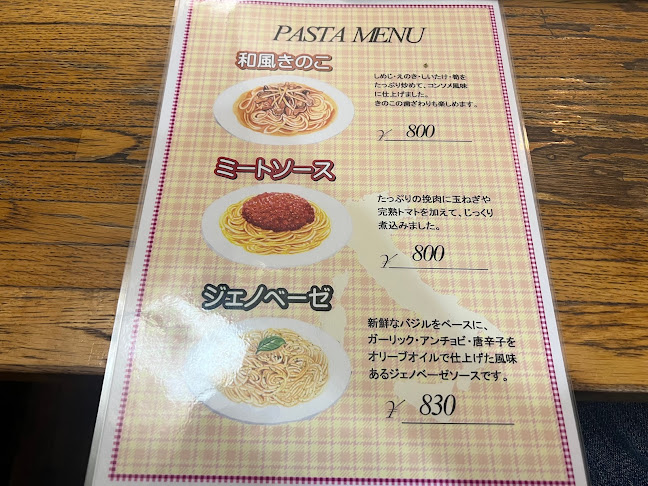 PASTA MENU
和風きのこ
しめじ・えのき・しいたけ・筍を
たっぷり炒めて、コンソメ風味
に仕上げました。
きのこの歯ざわりも楽しめます。
¥ 800
ミートソース
たっぷりの挽肉に玉ねぎや
完熟トマトを加えて、じっくり
煮込みました。
¥ 800
ジェノベーゼ
新鮮なバジルをベースに、
ガーリック・アンチョビ・唐辛子を
オリーブオイルで仕上げた風味
あるジェノベーゼソースです。
¥ 830